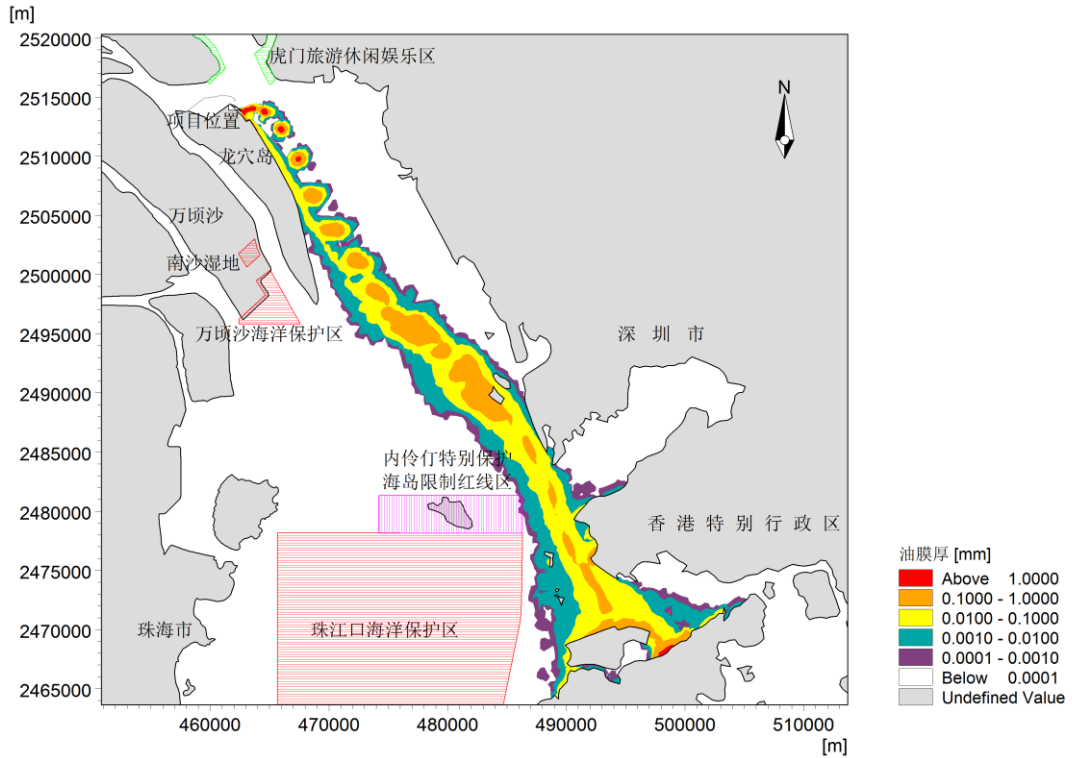 [m]
2520000
2515000
2510000
2505000
2500000
2495000
2490000
2485000
2480000
2475000
2470000
2465000
460000
470000
480000
490000
500000
510000
[m]
虎门旅游休闲娱乐区
N
项目位置
龙穴岛
万顷沙
南沙湿地
万顷沙海洋保护区
深圳市
内伶仃特别保护
海岛限制红线区
香港特别行政区
珠海市
珠江口海洋保护区
油膜厚 [mm]
Above 1.0000
0.1000 - 1.0000
0.0100 - 0.1000
0.0010 - 0.0100
0.0001 - 0.0010
Below 0.0001
Undefined Value